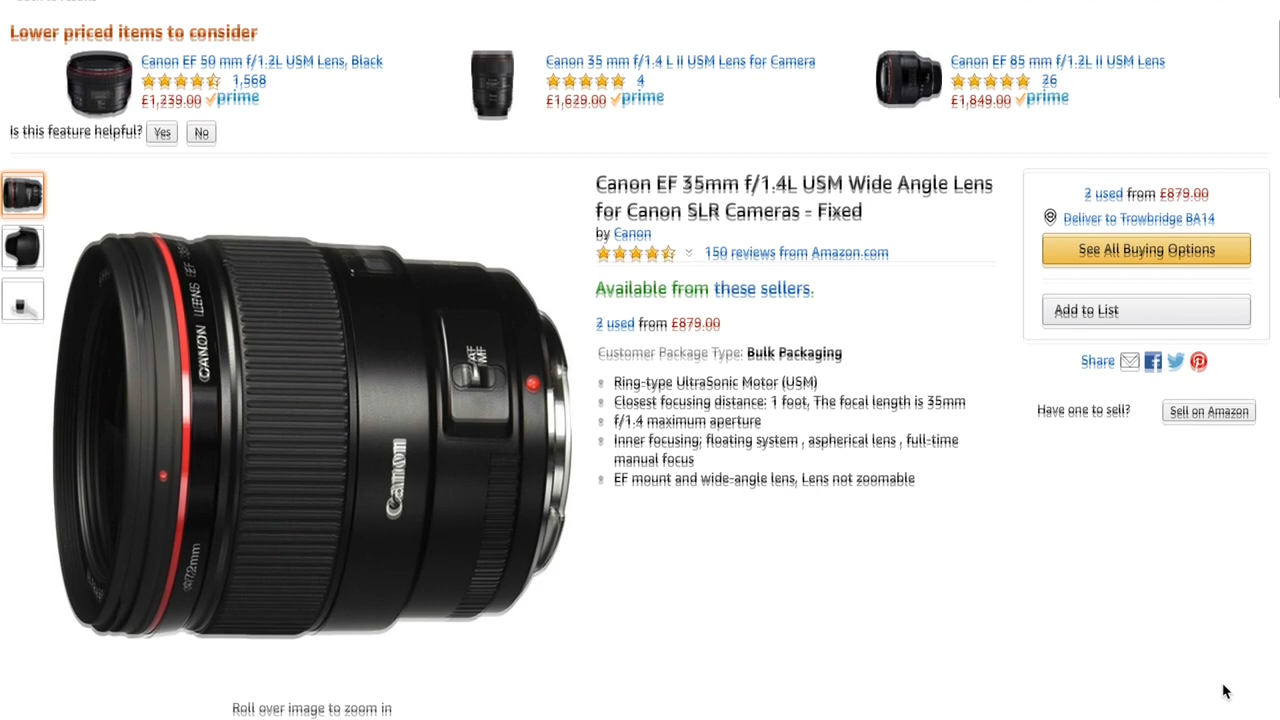 Lower priced items to consider
Canon EF 50 mm f/1.2L USM Lens, Black
1,568
£1,239.00 prime
Canon 35 mm f/1.4 L II USM Lens for Camera
4
£1,629.00 prime
Canon EF 85 mm f/1.2L II USM Lens
26
£1,849.00 prime
Is this feature helpful? Yes No
Canon EF 35mm f/1.4L USM Wide Angle Lens
for Canon SLR Cameras - Fixed
by Canon
150 reviews from Amazon.com
Available from these sellers.
2 used from £879.00
Customer Package Type: Bulk Packaging
Ring-type UltraSonic Motor (USM)
Closest focusing distance: 1 foot, The focal length is 35mm
f/1.4 maximum aperture
Inner focusing; floating system , aspherical lens , full-time
manual focus
EF mount and wide-angle lens, Lens not zoomable
2 used from £879.00
Deliver to Trowbridge BA14
See All Buying Options
Add to List
Share
Have one to sell? Sell on Amazon
CANON LENS EF
AF
MF
Canon
Ø72mm
Roll over image to zoom in